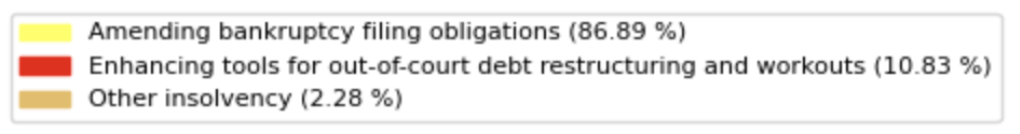 Amending bankruptcy filing obligations (86.89 %)
Enhancing tools for out-of-court debt restructuring and workouts (10.83 %)
Other insolvency (2.28 %)